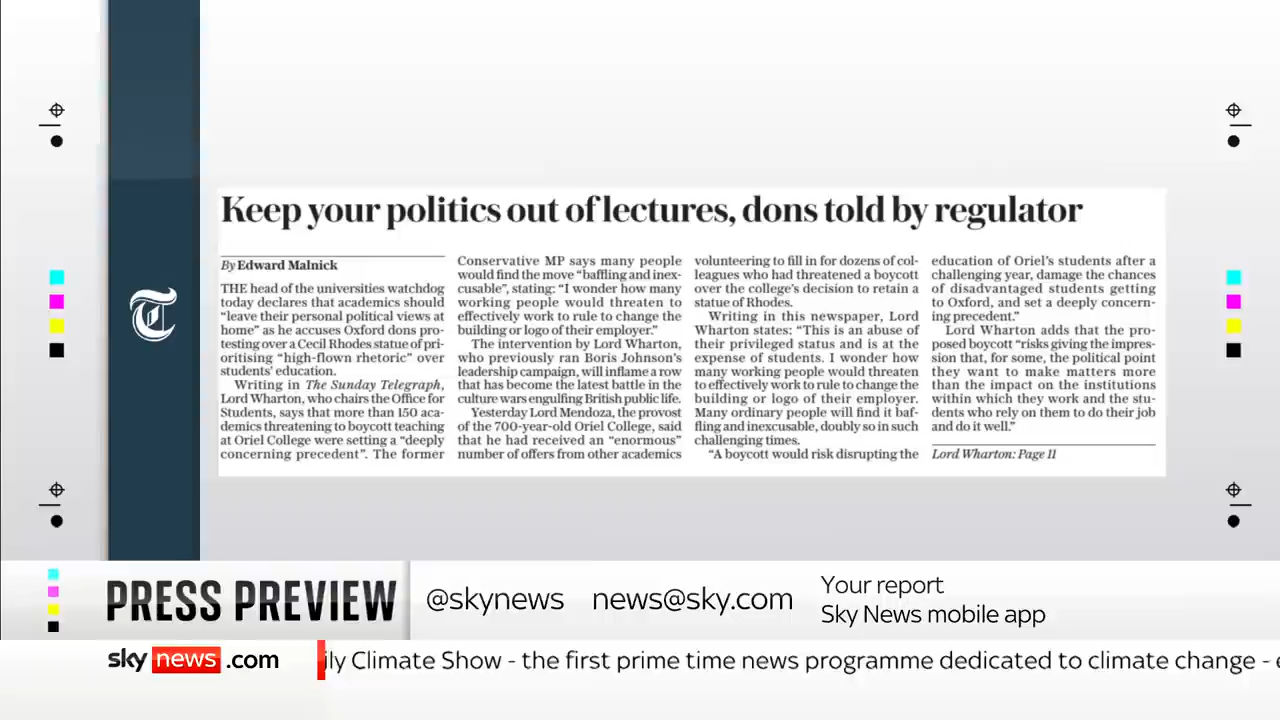 Keep your politics out of lectures, dons told by regulator
By Edward Malnick
THE head of the universities watchdog
today declares that academics should
“leave their personal political views at
home” as he accuses Oxford dons pro-
testing over a Cecil Rhodes statue of pri-
oritising “high-flown rhetoric” over
students’ education.
Writing in The Sunday Telegraph,
Lord Wharton, who chairs the Office for
Students, says that more than 150 aca-
demics threatening to boycott teaching
at Oriel College were setting a “deeply
concerning precedent”. The former
Conservative MP says many people
would find the move “baffling and inex-
cusable”, stating: “I wonder how many
working people would threaten to
effectively work to rule to change the
building or logo of their employer.”
The intervention by Lord Wharton,
who previously ran Boris Johnson’s
leadership campaign, will inflame a row
that has become the latest battle in the
culture wars engulfing British public life.
Yesterday Lord Mendoza, the provost
of the 700-year-old Oriel College, said
that he had received an “enormous”
number of offers from other academics
volunteering to fill in for dozens of col-
leagues who had threatened a boycott
over the college’s decision to retain a
statue of Rhodes.
Writing in this newspaper, Lord
Wharton states: “This is an abuse of
their privileged status and is at the
expense of students. I wonder how
many working people would threaten
to effectively work to rule to change the
building or logo of their employer.
Many ordinary people will find it baf-
fling and inexcusable, doubly so in such
challenging times.
“A boycott would risk disrupting the
education of Oriel’s students after a
challenging year, damage the chances
of disadvantaged students getting
to Oxford, and set a deeply concern-
ing precedent.”
Lord Wharton adds that the pro-
posed boycott “risks giving the impres-
sion that, for some, the political point
they want to make matters more
than the impact on the institutions
within which they work and the stu-
dents who rely on them to do their job
and do it well.”
Lord Wharton: Page 11
T
PRESS PREVIEW
@skynews news@sky.com
Your report
Sky News mobile app
sky news .com
ily Climate Show - the first prime time news programme dedicated to climate change - e